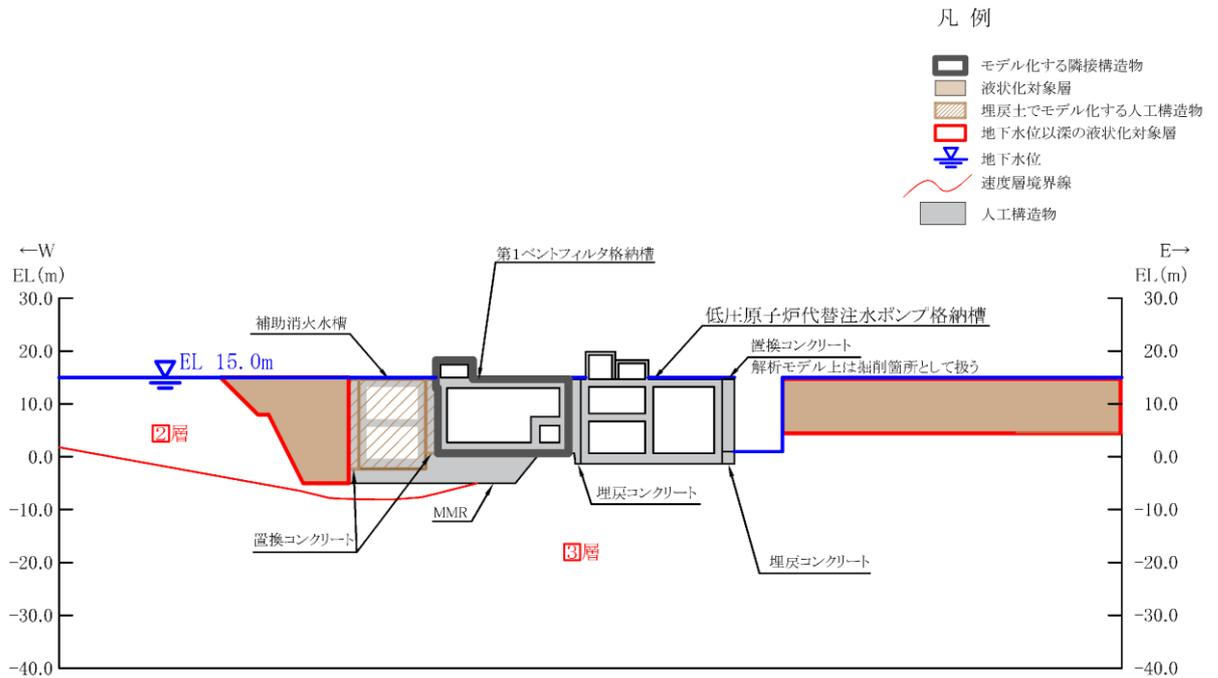 凡 例
モデル化する隣接構造物
液状化対象層
埋戻土でモデル化する人工構造物
地下水位以深の液状化対象層
地下水位
速度層境界線
人工構造物
←W
EL(m)
E→
EL(m)
30.0
20.0
10.0
0.0
-10.0
-20.0
-30.0
-40.0
第1ベントフィルタ格納槽
補助消火水槽
低圧原子炉代替注水ポンプ格納槽
置換コンクリート
解析モデル上は掘削箇所として扱う
EL 15.0m
2層
埋戻コンクリート
MMR
置換コンクリート
3層
埋戻コンクリート
30.0
20.0
10.0
0.0
-10.0
-20.0
-30.0
-40.0